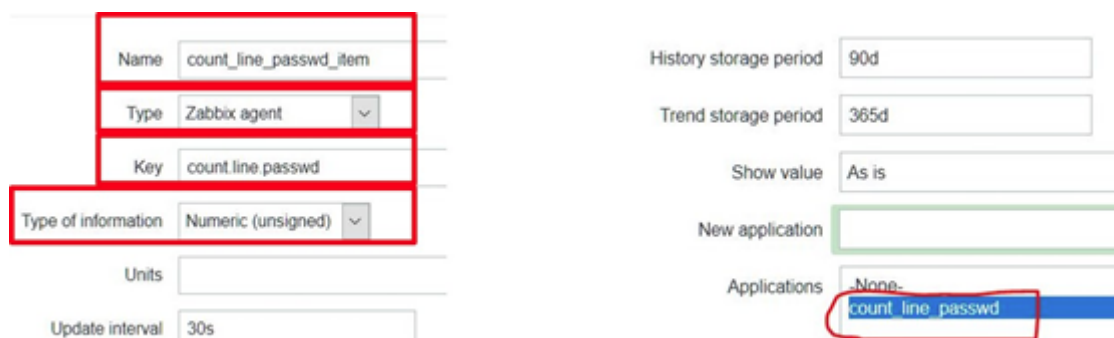 Name count_line_passwd_item
Type Zabbix agent
Key count.line.passwd
Type of information Numeric (unsigned)
Units
Update interval 30s
History storage period 90d
Trend storage period 365d
Show value As is
New application
Applications -None-
count_line_passwd